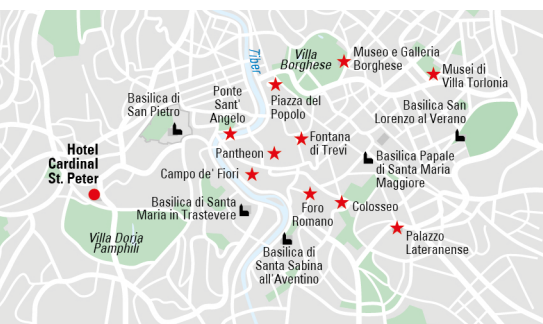 Tiber
Villa
Borghese
Museo e Galleria
Borghese
Musei di
Villa Torlonia
Basilica di
San Pietro
Ponte
Sant'
Angelo
Piazza del
Popolo
Basilica San
Lorenzo al Verano
Fontana
di Trevi
Hotel
Cardinal
St. Peter
Pantheon
Basilica Papale
di Santa Maria
Maggiore
Campo de' Fiori
Basilica di Santa
Maria in Trastevere
Foro
Romano
Colosseo
Villa Doria
Pamphili
Palazzo
Lateranense
Basilica di
Santa Sabina
all'Aventino